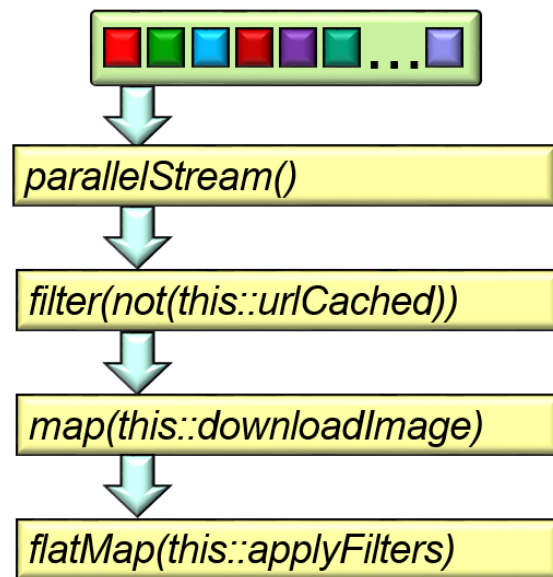 ...
parallelStream()
filter(not(this::urlCached))
map(this::downloadImage)
flatMap(this::applyFilters)